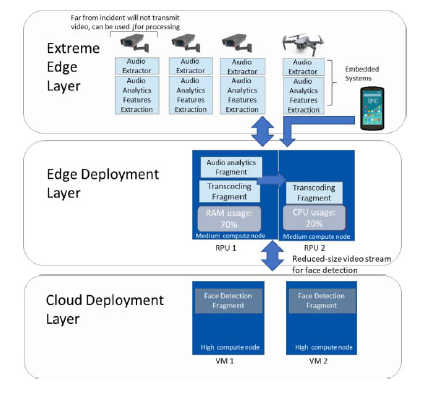 Far from incident will not transmit
video, can be used for processing
Extreme
Edge
Layer
Audio
Extractor
Audio
Analytics
Features
Extraction
Audio
Extractor
Audio
Analytics
Features
Extraction
Audio
Extractor
Audio
Analytics
Features
Extraction
Audio
Extractor
Audio
Analytics
Features
Extraction
Embedded
Systems
Edge Deployment
Layer
Audio analytics
Fragment
Transcoding
Fragment
RAM usage:
70%
Medium compute node
RPU 1
Transcoding
Fragment
CPU usage:
20%
Medium compute node
RPU 2
Reduced-size video stream
for face detection
Cloud Deployment
Layer
Face Detection
Fragment
High compute node
VM 1
Face Detection
Fragment
High compute node
VM 2